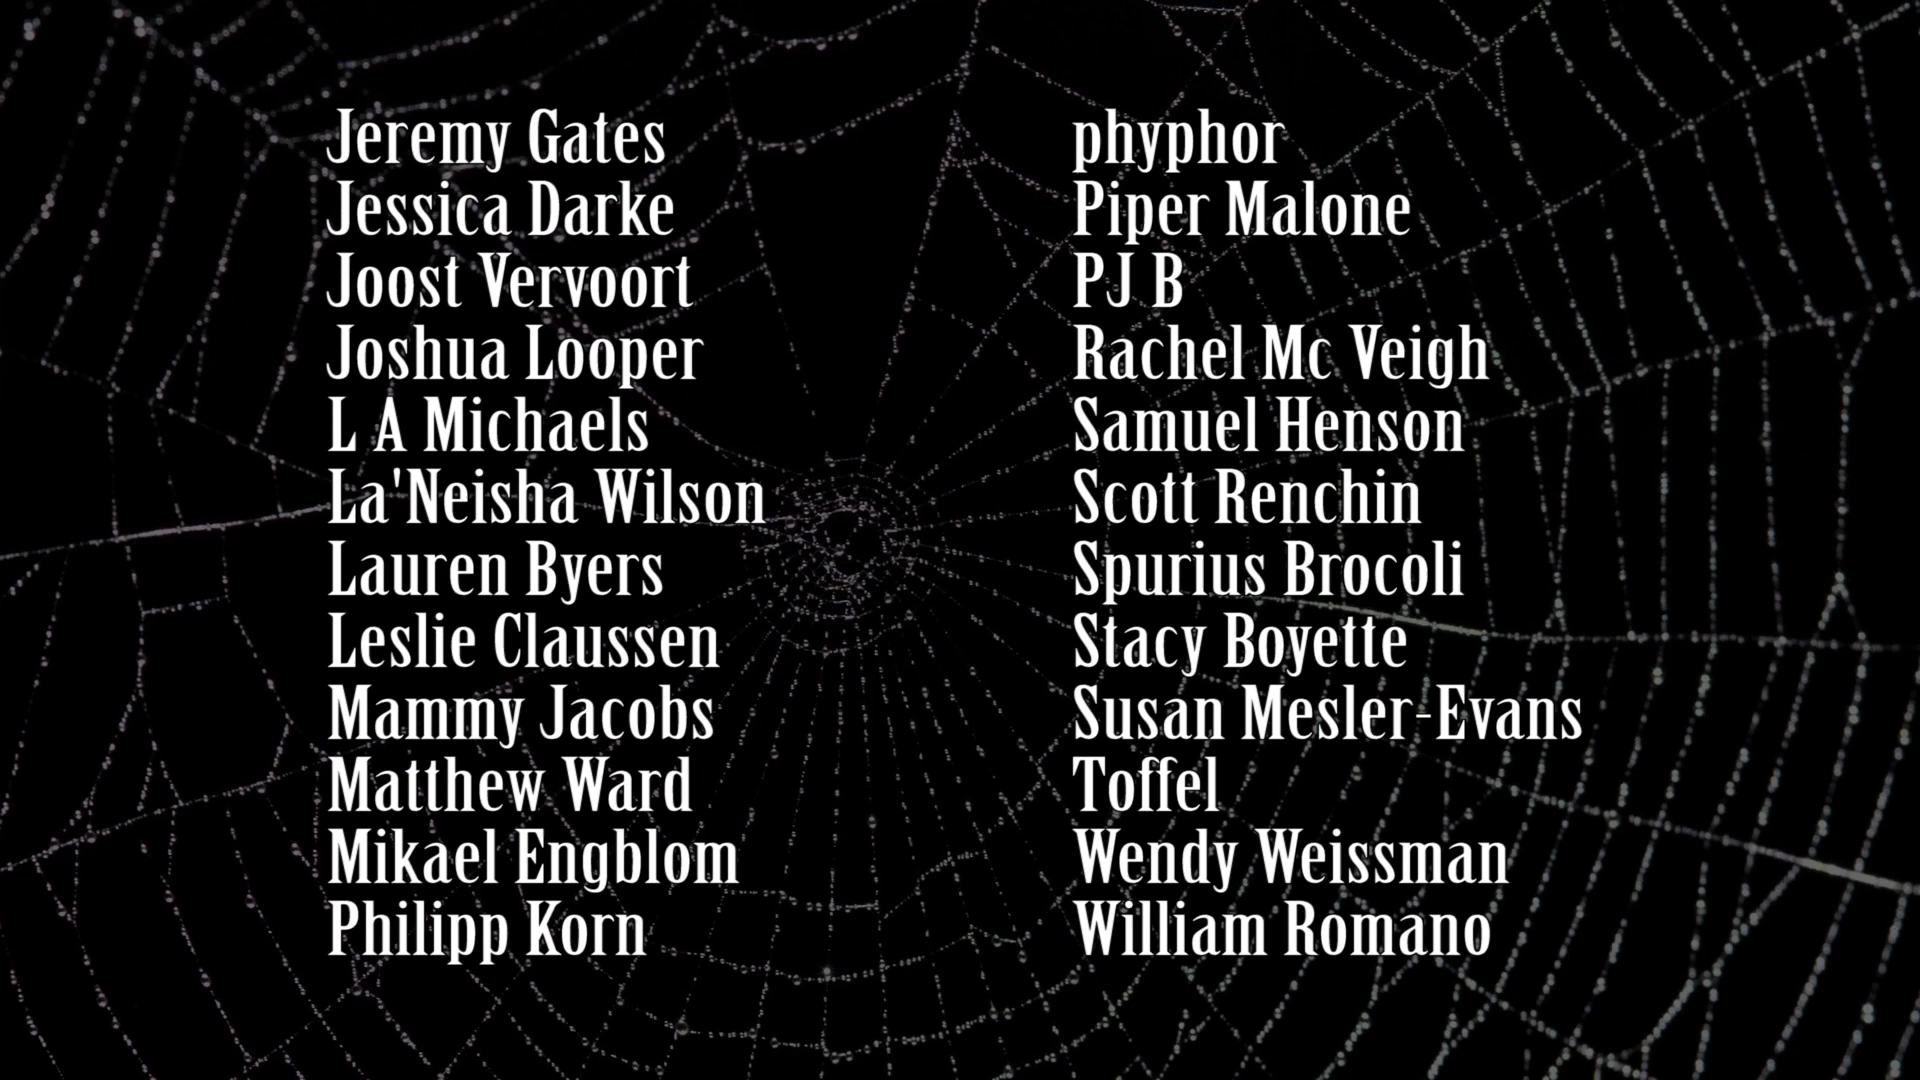 Jeremy Gates
Jessica Darke
Joost Vervoort
Joshua Looper
L A Michaels
La'Neisha Wilson
Lauren Byers
Leslie Claussen
Mammy Jacobs
Matthew Ward
Mikael Engblom
Philipp Korn
phyphor
Piper Malone
PJ B
Rachel Mc Veigh
Samuel Henson
Scott Renchin
Spurius Brocoli
Stacy Boyette
Susan Mesler-Evans
Toffel
Wendy Weissman
William Romano